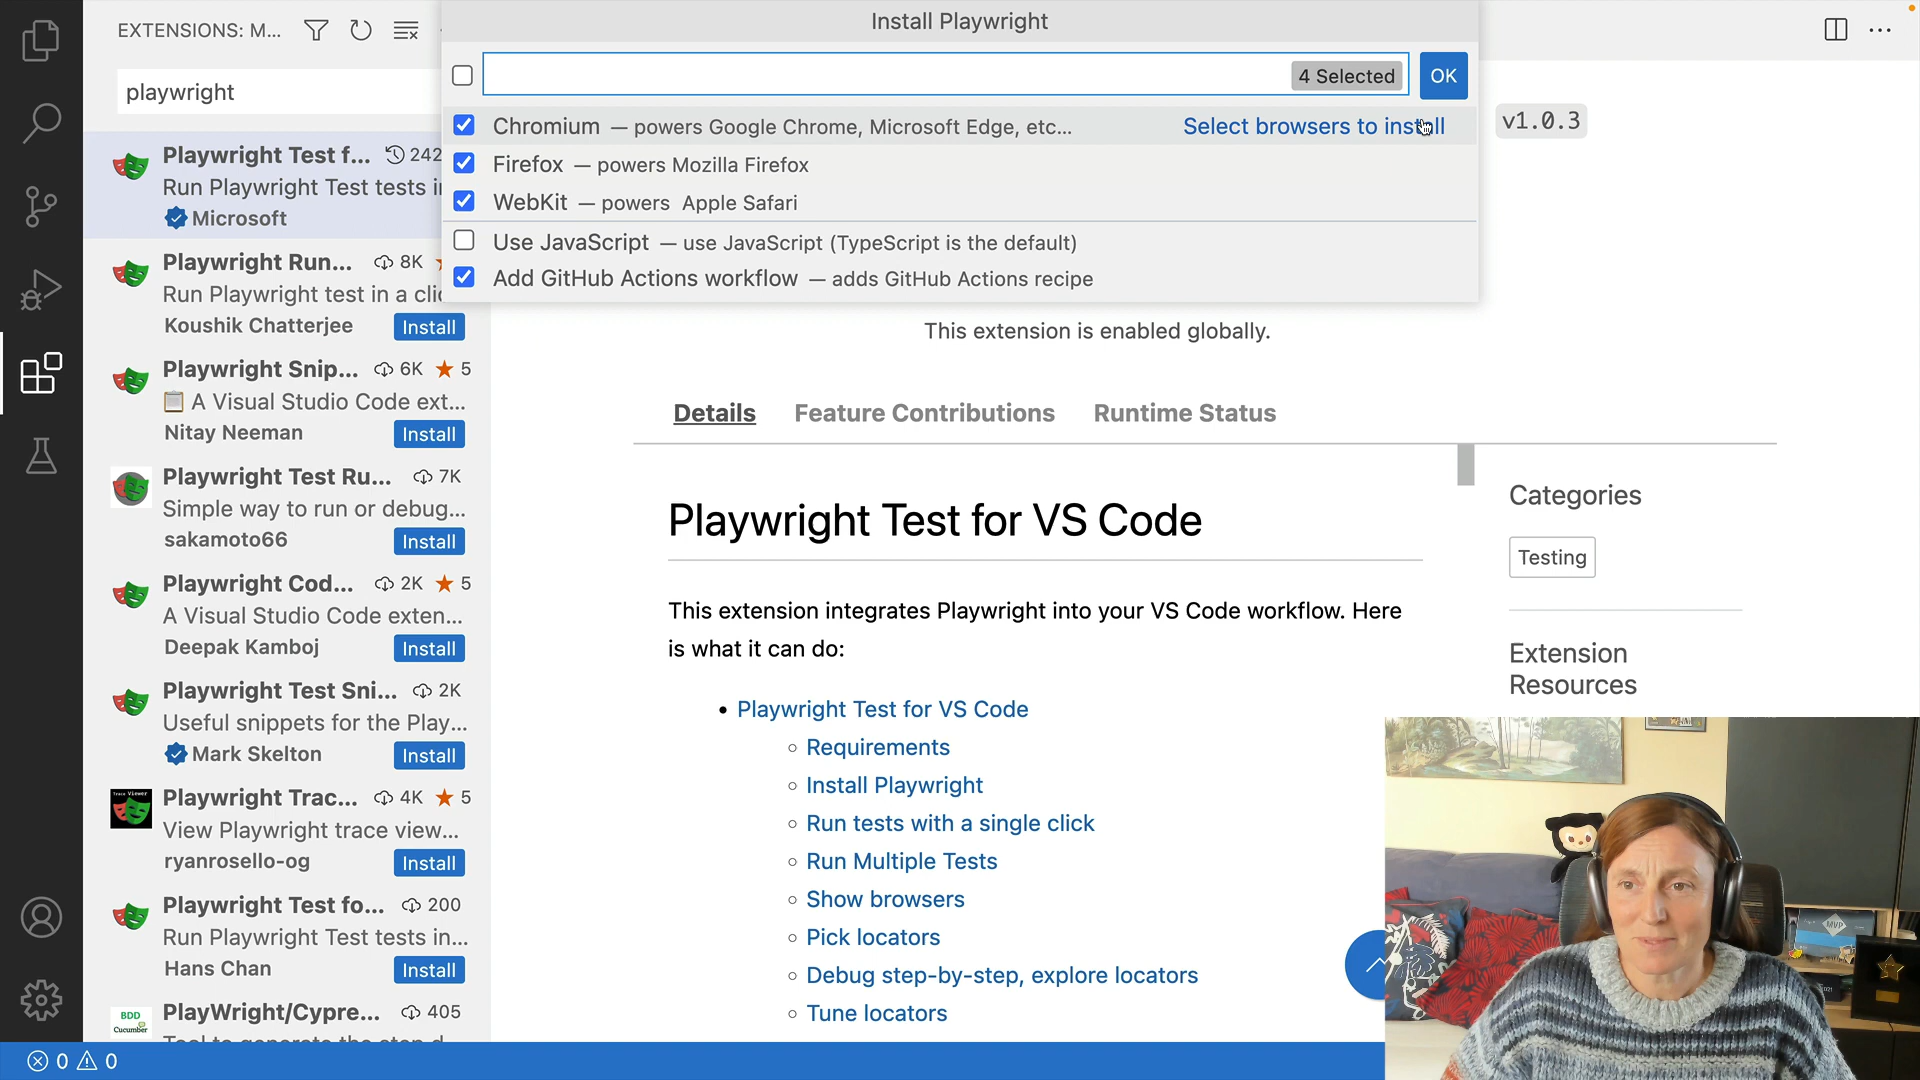 EXTENSIONS: M...
playwright
Playwright Test f... 242
Run Playwright Test tests in
Microsoft
Playwright Run... 8K
Run Playwright test in a clic
Koushik Chatterjee Install
Playwright Snip... 6K ★ 5
A Visual Studio Code ext...
Nitay Neeman Install
Playwright Test Ru... 7K
Simple way to run or debug...
sakamoto66 Install
Playwright Cod... 2K ★ 5
A Visual Studio Code exten...
Deepak Kamboj Install
Playwright Test Sni... 2K
Useful snippets for the Play...
Mark Skelton Install
Trace Viewer
Playwright Trac... 4K ★ 5
View Playwright trace view...
ryanrosello-og Install
Playwright Test fo... 200
Run Playwright Test tests in...
Hans Chan Install
BDD
Cucumber
PlayWright/Cypre... 405
0 0
Install Playwright
4 Selected OK
Chromium — powers Google Chrome, Microsoft Edge, etc... Select browsers to install
Firefox — powers Mozilla Firefox
WebKit — powers Apple Safari
Use JavaScript — use JavaScript (TypeScript is the default)
Add GitHub Actions workflow — adds GitHub Actions recipe
v1.0.3
This extension is enabled globally.
Details Feature Contributions Runtime Status
Playwright Test for VS Code
This extension integrates Playwright into your VS Code workflow. Here
is what it can do:
• Playwright Test for VS Code
Requirements
Install Playwright
Run tests with a single click
Run Multiple Tests
Show browsers
Pick locators
Debug step-by-step, explore locators
Tune locators
Categories
Testing
Extension
Resources
MVP